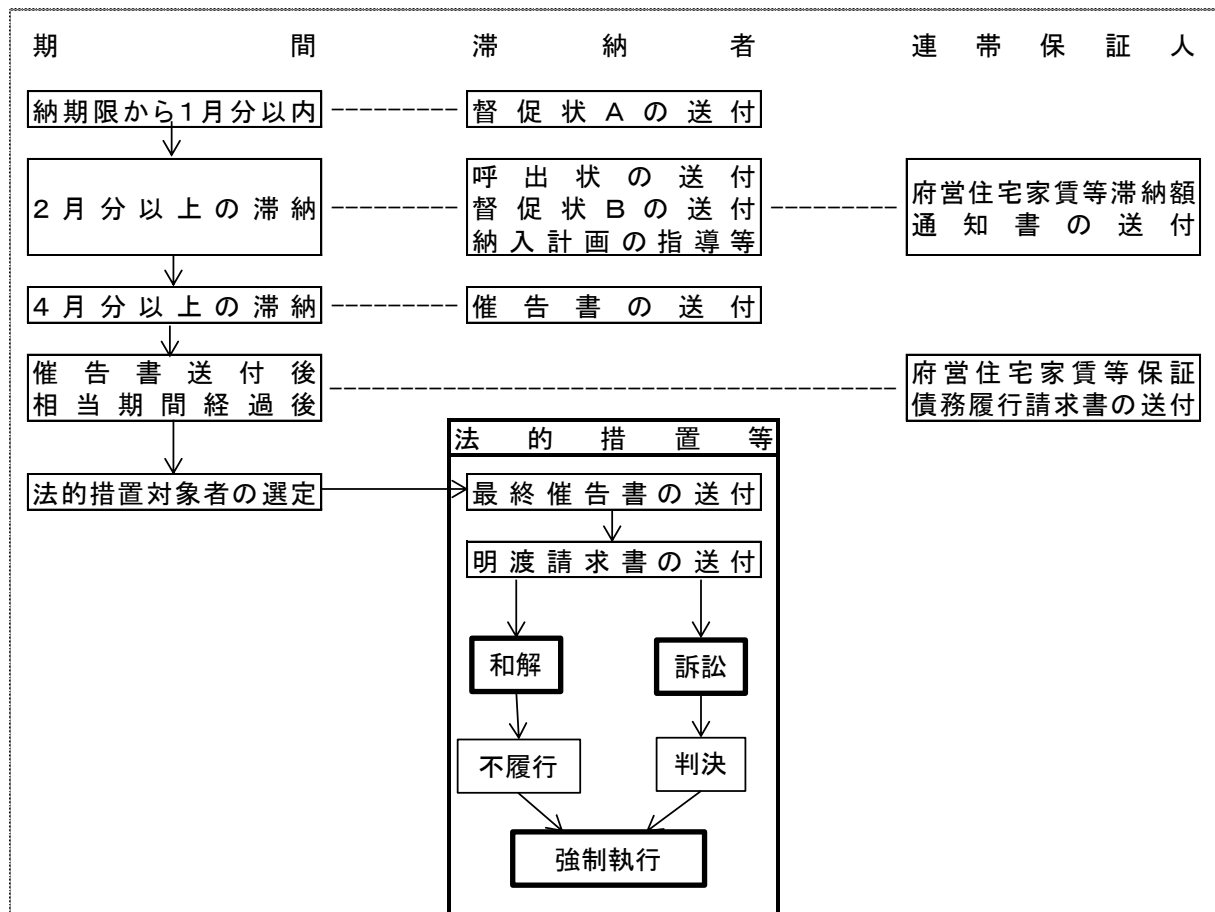 期間 滞納者 連帯保証人
納期限から1月分以内 督促状Aの送付
2月分以上の滞納
呼出状の送付
督促状Bの送付
納入計画の指導等
府営住宅家賃等滞納額
通知書の送付
4月分以上の滞納 催告書の送付
催告書送付後
相当期間経過後
府営住宅家賃等保証
債務履行請求書の送付
法的措置等
法的措置対象者の選定 最終催告書の送付
明渡請求書の送付
和解 訴訟
不履行 判決
強制執行